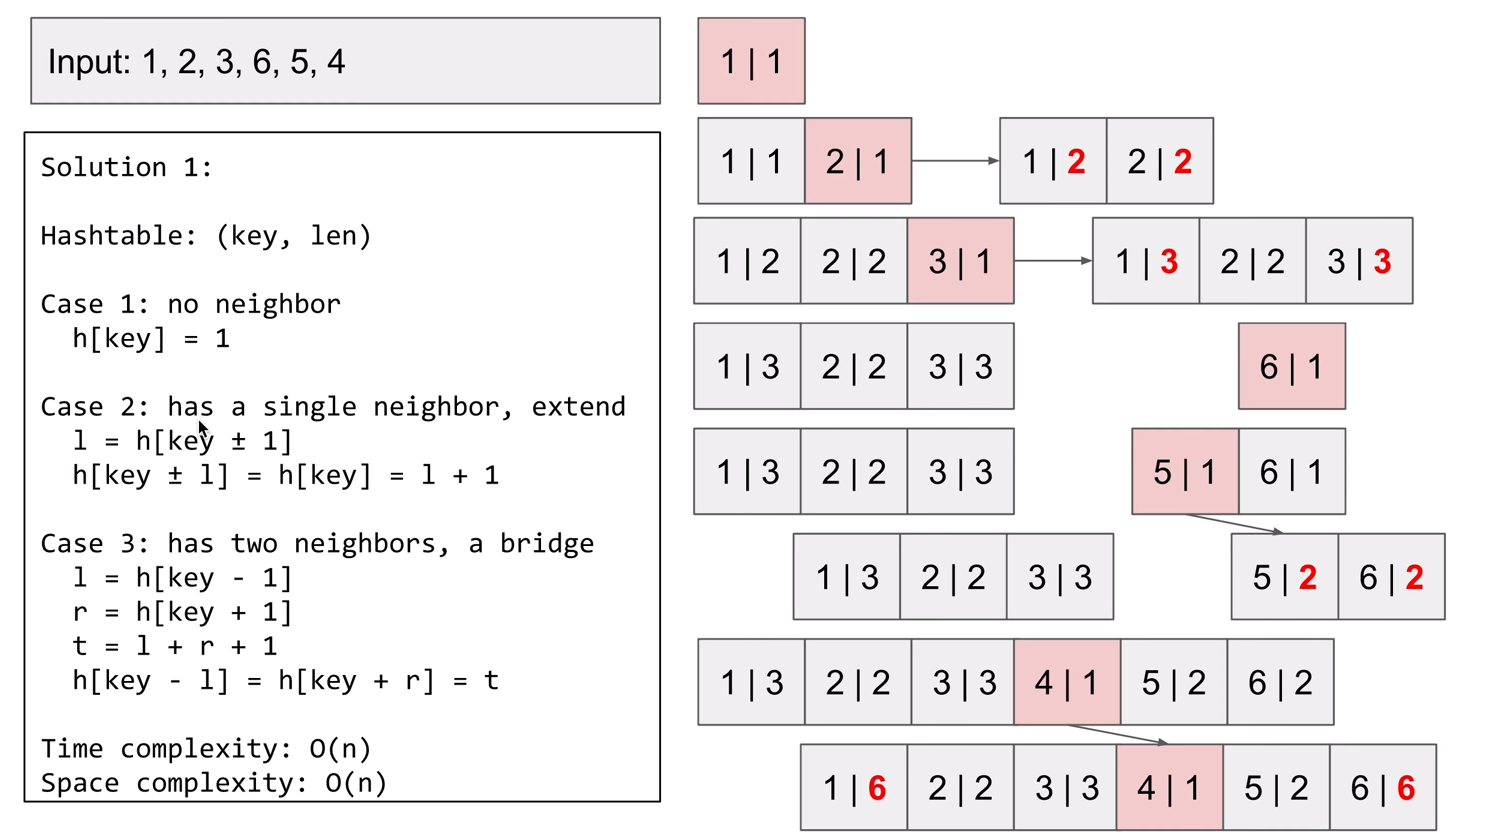 Input: 1, 2, 3, 6, 5, 4
Solution 1:
Hashtable: (key, len)
Case 1: no neighbor
h[key] = 1
Case 2: has a single neighbor, extend
l = h[key ± 1]
h[key ± l] = h[key] = l + 1
Case 3: has two neighbors, a bridge
l = h[key - 1]
r = h[key + 1]
t = l + r + 1
h[key - l] = h[key + r] = t
Time complexity: O(n)
Space complexity: O(n)
1 | 1
1 | 1 2 | 1 1 | 2 2 | 2
1 | 2 2 | 2 3 | 1 1 | 3 2 | 2 3 | 3
1 | 3 2 | 2 3 | 3 6 | 1
1 | 3 2 | 2 3 | 3 5 | 1 6 | 1
1 | 3 2 | 2 3 | 3 5 | 2 6 | 2
1 | 3 2 | 2 3 | 3 4 | 1 5 | 2 6 | 2
1 | 6 2 | 2 3 | 3 4 | 1 5 | 2 6 | 6